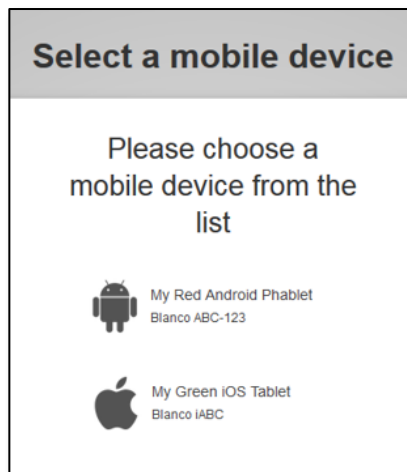 Select a mobile device
Please choose a
mobile device from the
list
My Red Android Phablet
Blanco ABC-123
My Green iOS Tablet
Blanco iABC